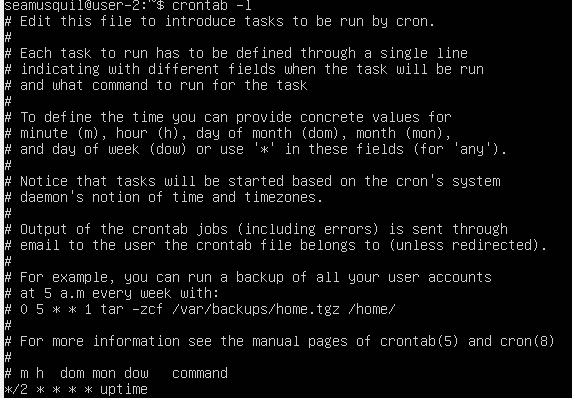 seamusquil@user-2:~$ crontab -l
# Edit this file to introduce tasks to be run by cron.
#
# Each task to run has to be defined through a single line
# indicating with different fields when the task will be run
# and what command to run for the task
#
# To define the time you can provide concrete values for
# minute (m), hour (h), day of month (dom), month (mon),
# and day of week (dow) or use '*' in these fields (for 'any').
#
# Notice that tasks will be started based on the cron's system
# daemon's notion of time and timezones.
#
# Output of the crontab jobs (including errors) is sent through
# email to the user the crontab file belongs to (unless redirected).
#
# For example, you can run a backup of all your user accounts
# at 5 a.m every week with:
# 0 5 * * 1 tar -zcf /var/backups/home.tgz /home/
#
# For more information see the manual pages of crontab(5) and cron(8)
#
# m h  dom mon dow   command
*/2 * * * * uptime